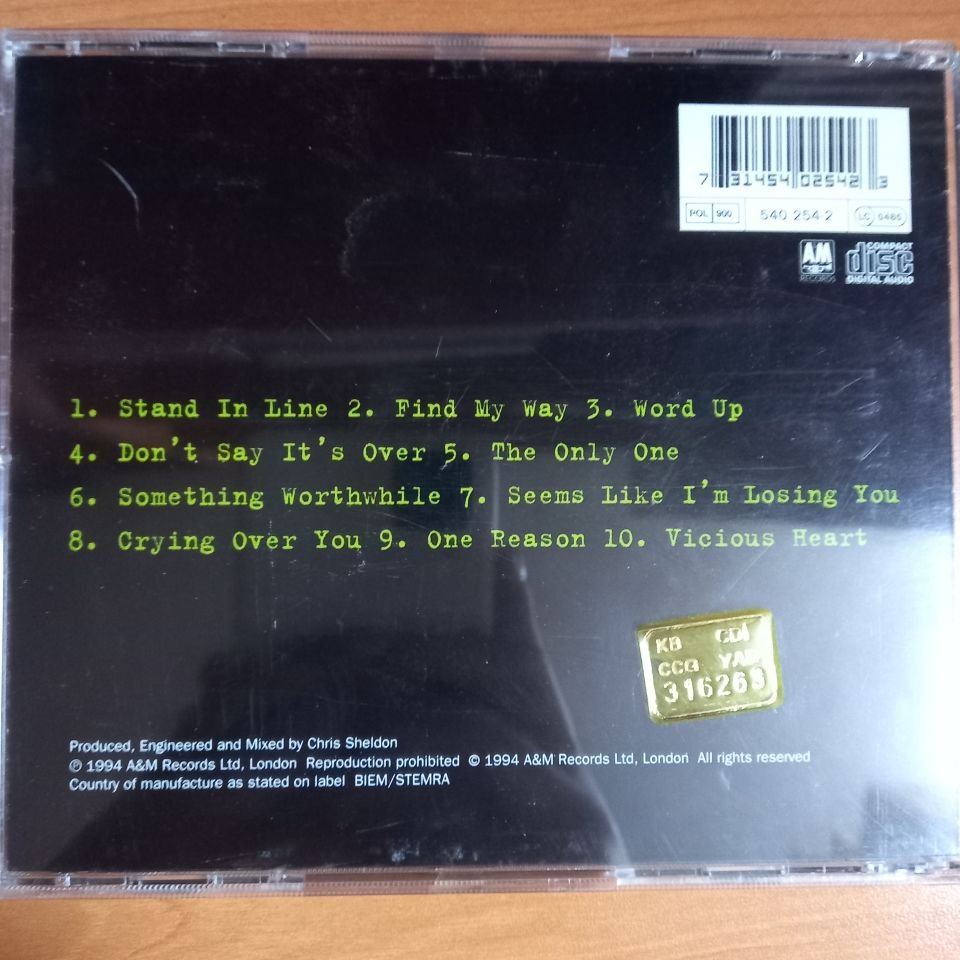 7 31454 02542 3
POL 900 540 254-2 LC 0485
AM COMPACT
RECORDS disc
DIGITAL AUDIO
1. Stand In Line 2. Find My Way 3. Word Up
4. Don't Say It's Over 5. The Only One
6. Something Worthwhile 7. Seems Like I'm Losing You
8. Crying Over You 9. One Reason 10. Vicious Heart
KB CDİ
CCG YAP
316268
Produced, Engineered and Mixed by Chris Sheldon
℗ 1994 A&M Records Ltd, London Reproduction prohibited © 1994 A&M Records Ltd, London All rights reserved
Country of manufacture as stated on label BIEM/STEMRA